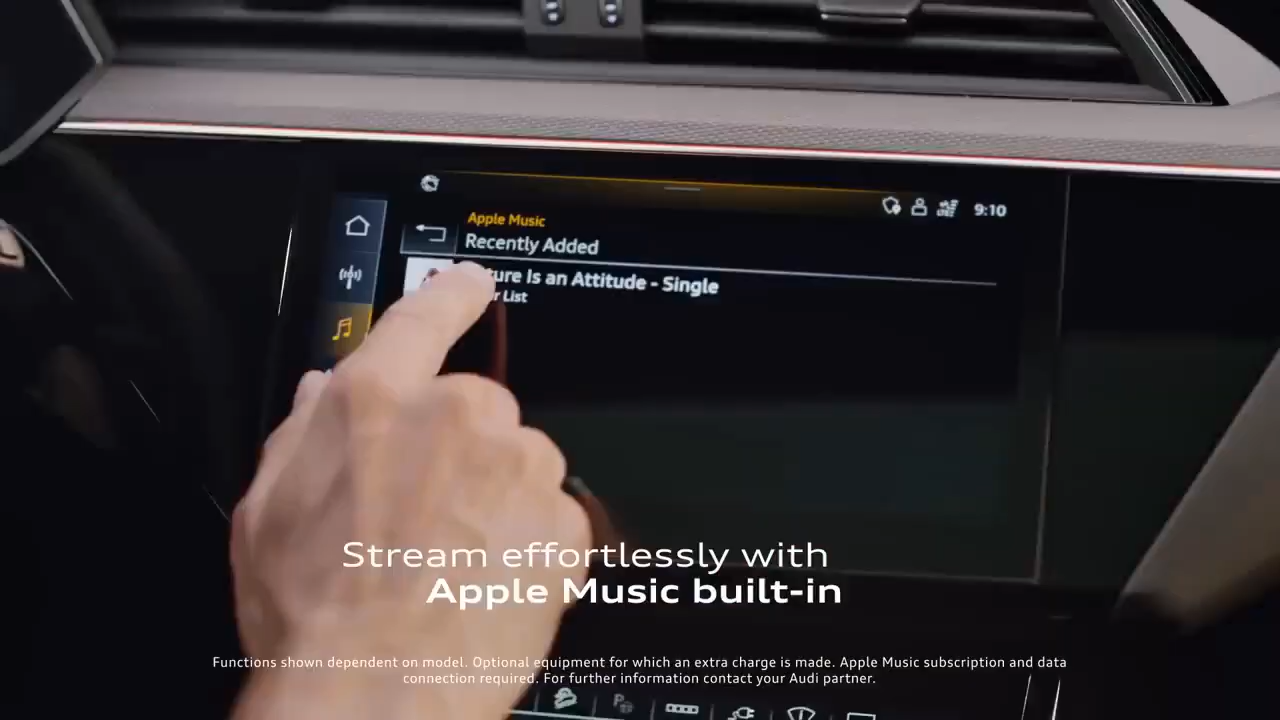 9:10
Apple Music
Recently Added
Is an Attitude - Single
List
Stream effortlessly with
Apple Music built-in
Functions shown dependent on model. Optional equipment for which an extra charge is made. Apple Music subscription and data
connection required. For further information contact your Audi partner.